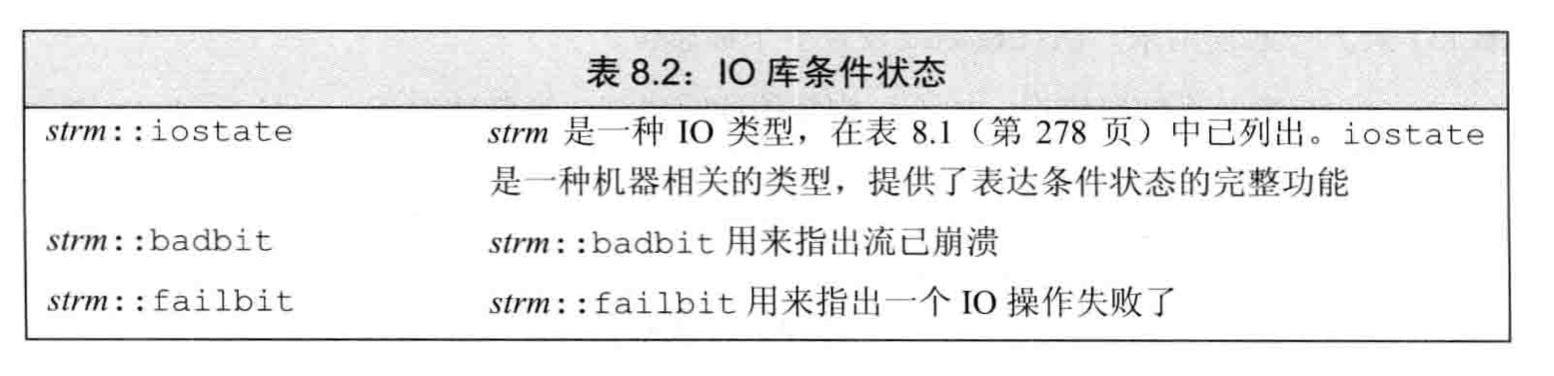 表 8.2：IO 库条件状态
strm::iostate strm 是一种 IO 类型，在表 8.1（第 278 页）中已列出。iostate
是一种机器相关的类型，提供了表达条件状态的完整功能
strm::badbit strm::badbit 用来指出流已崩溃
strm::failbit strm::failbit 用来指出一个 IO 操作失败了